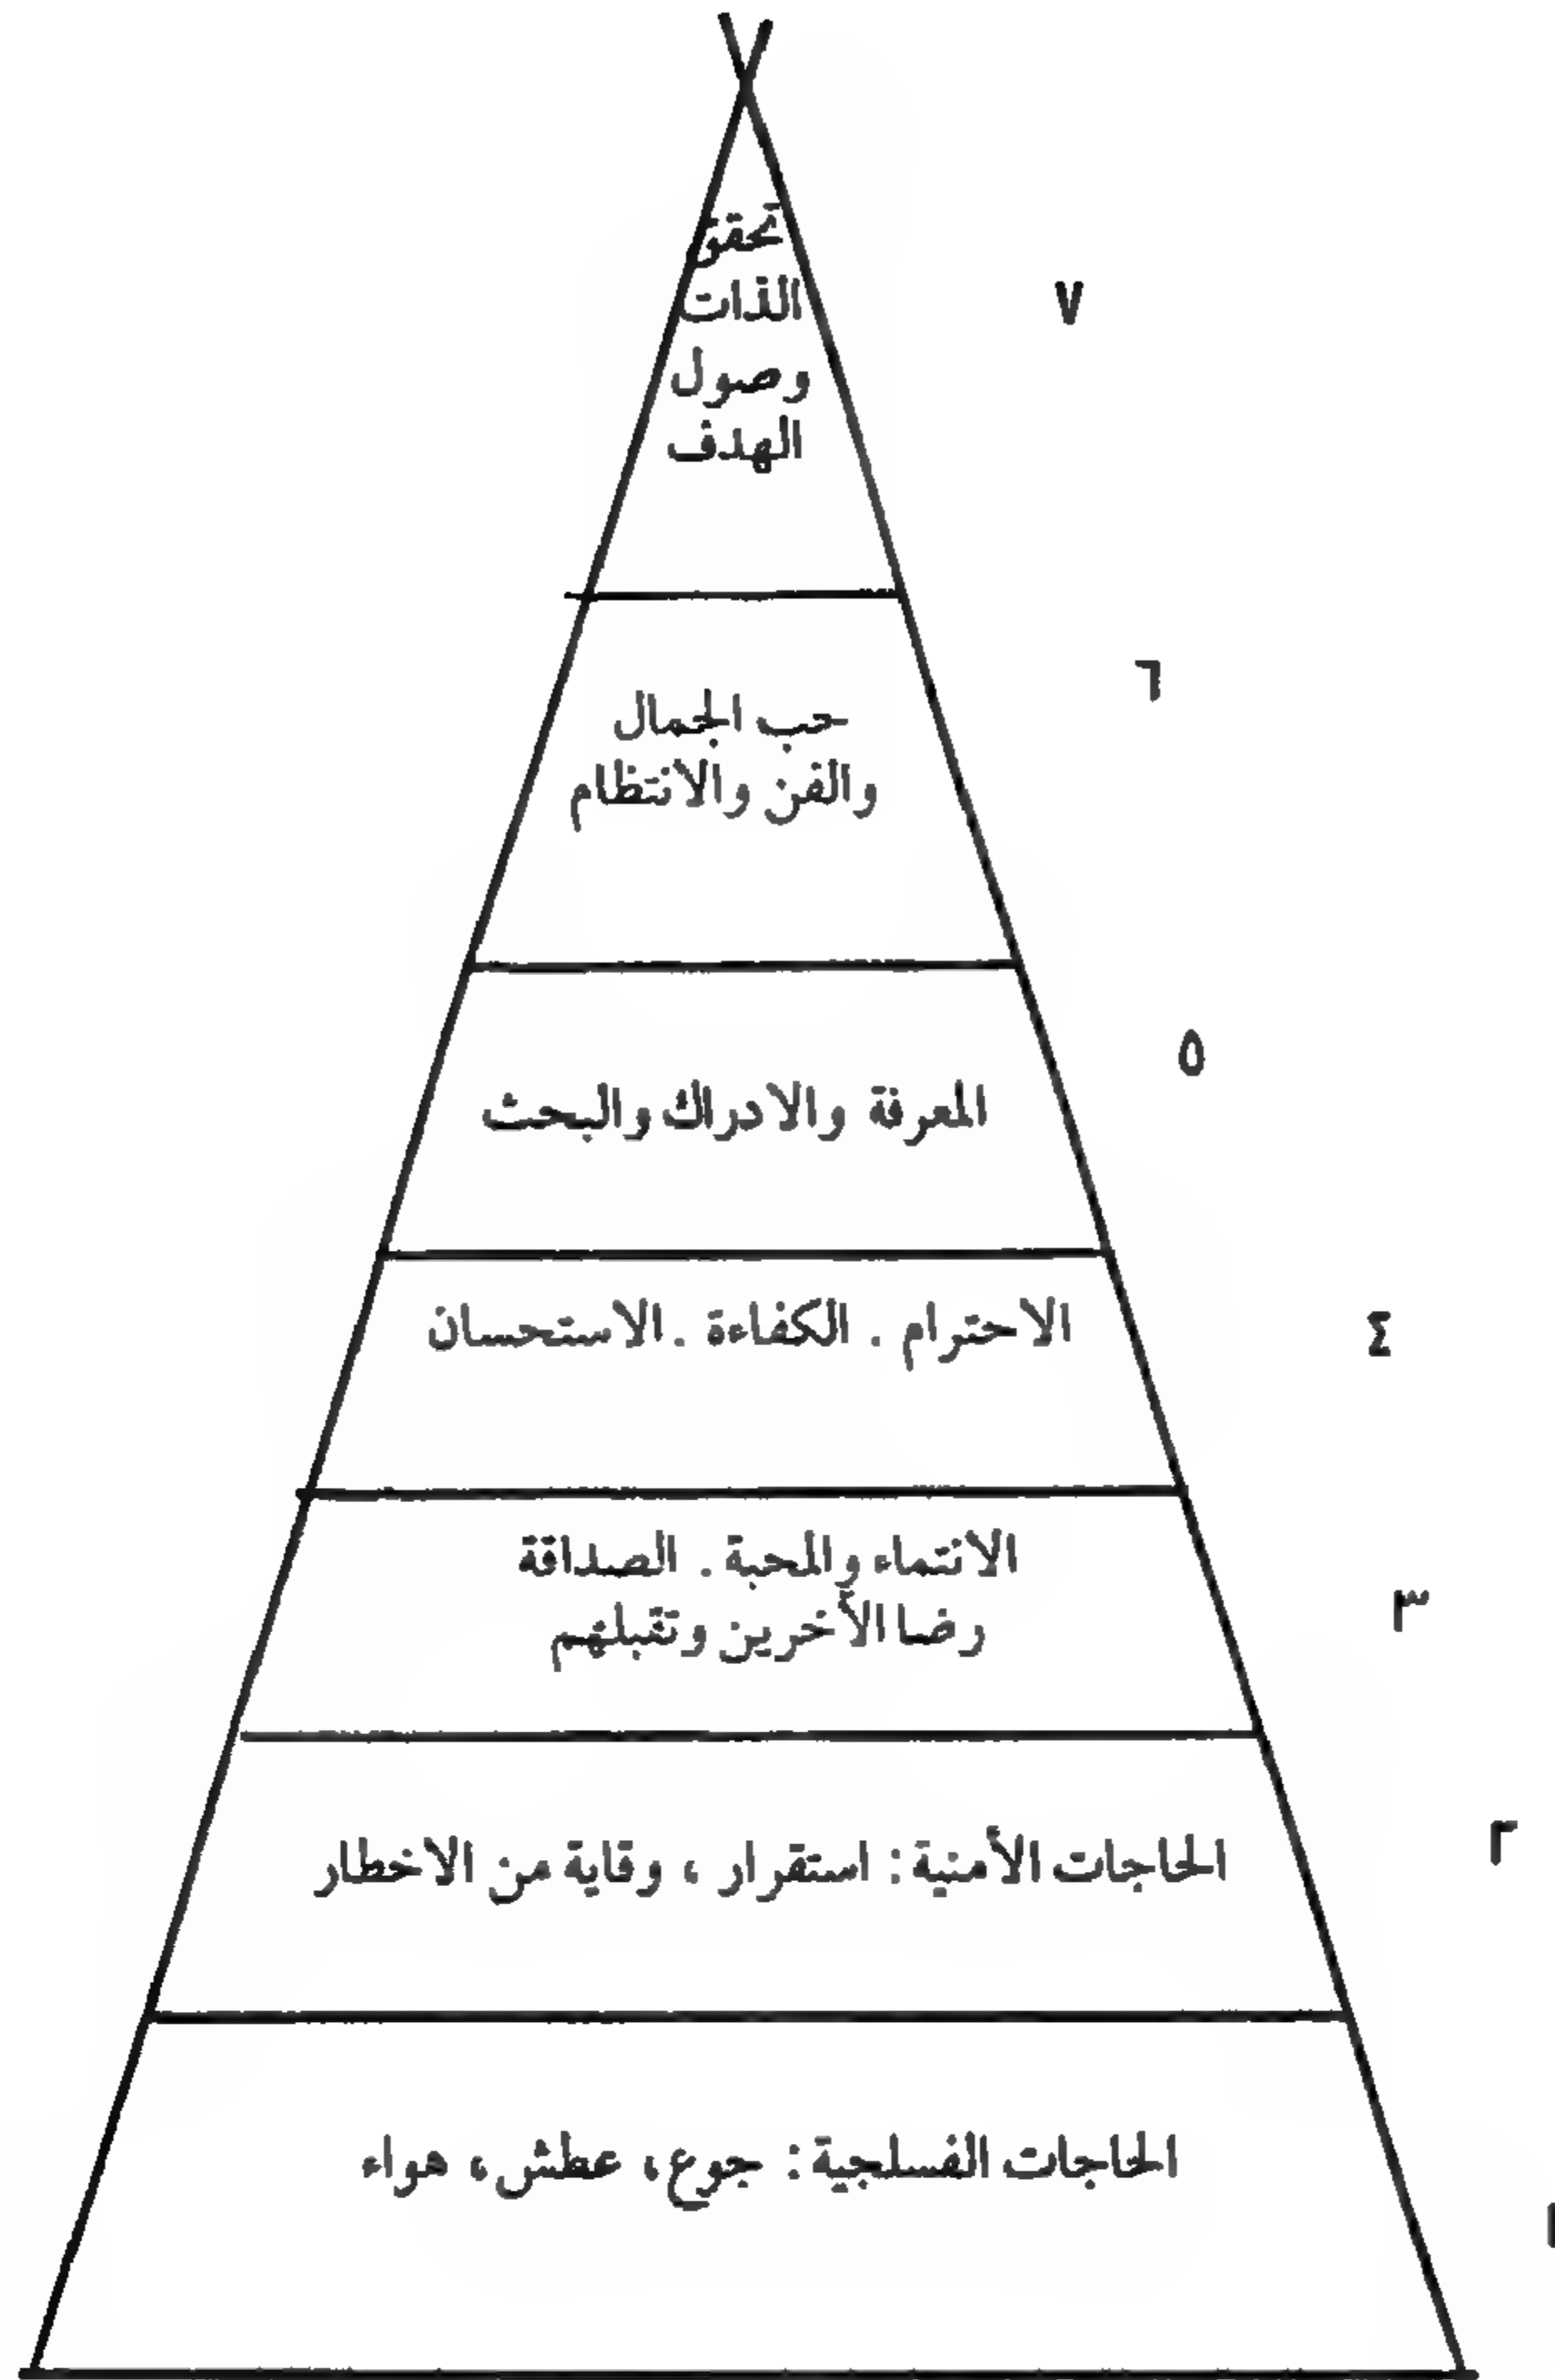 تحقق
الذات
وصول
الهدف
٧
٦
حب الجمال
والفن والانتظام
٥
المعرفة والادراك والبحث
الاحترام . الكفاءة . الاستحسان
٤
الانتماء والمحبة . الصداقة
رضا الآخرين وتقبلهم
٣
الحاجات الأمنية : استقرار ، وقاية من الاخطار
٢
الحاجات الفسلجية : جوع ، عطش ، هواء
١